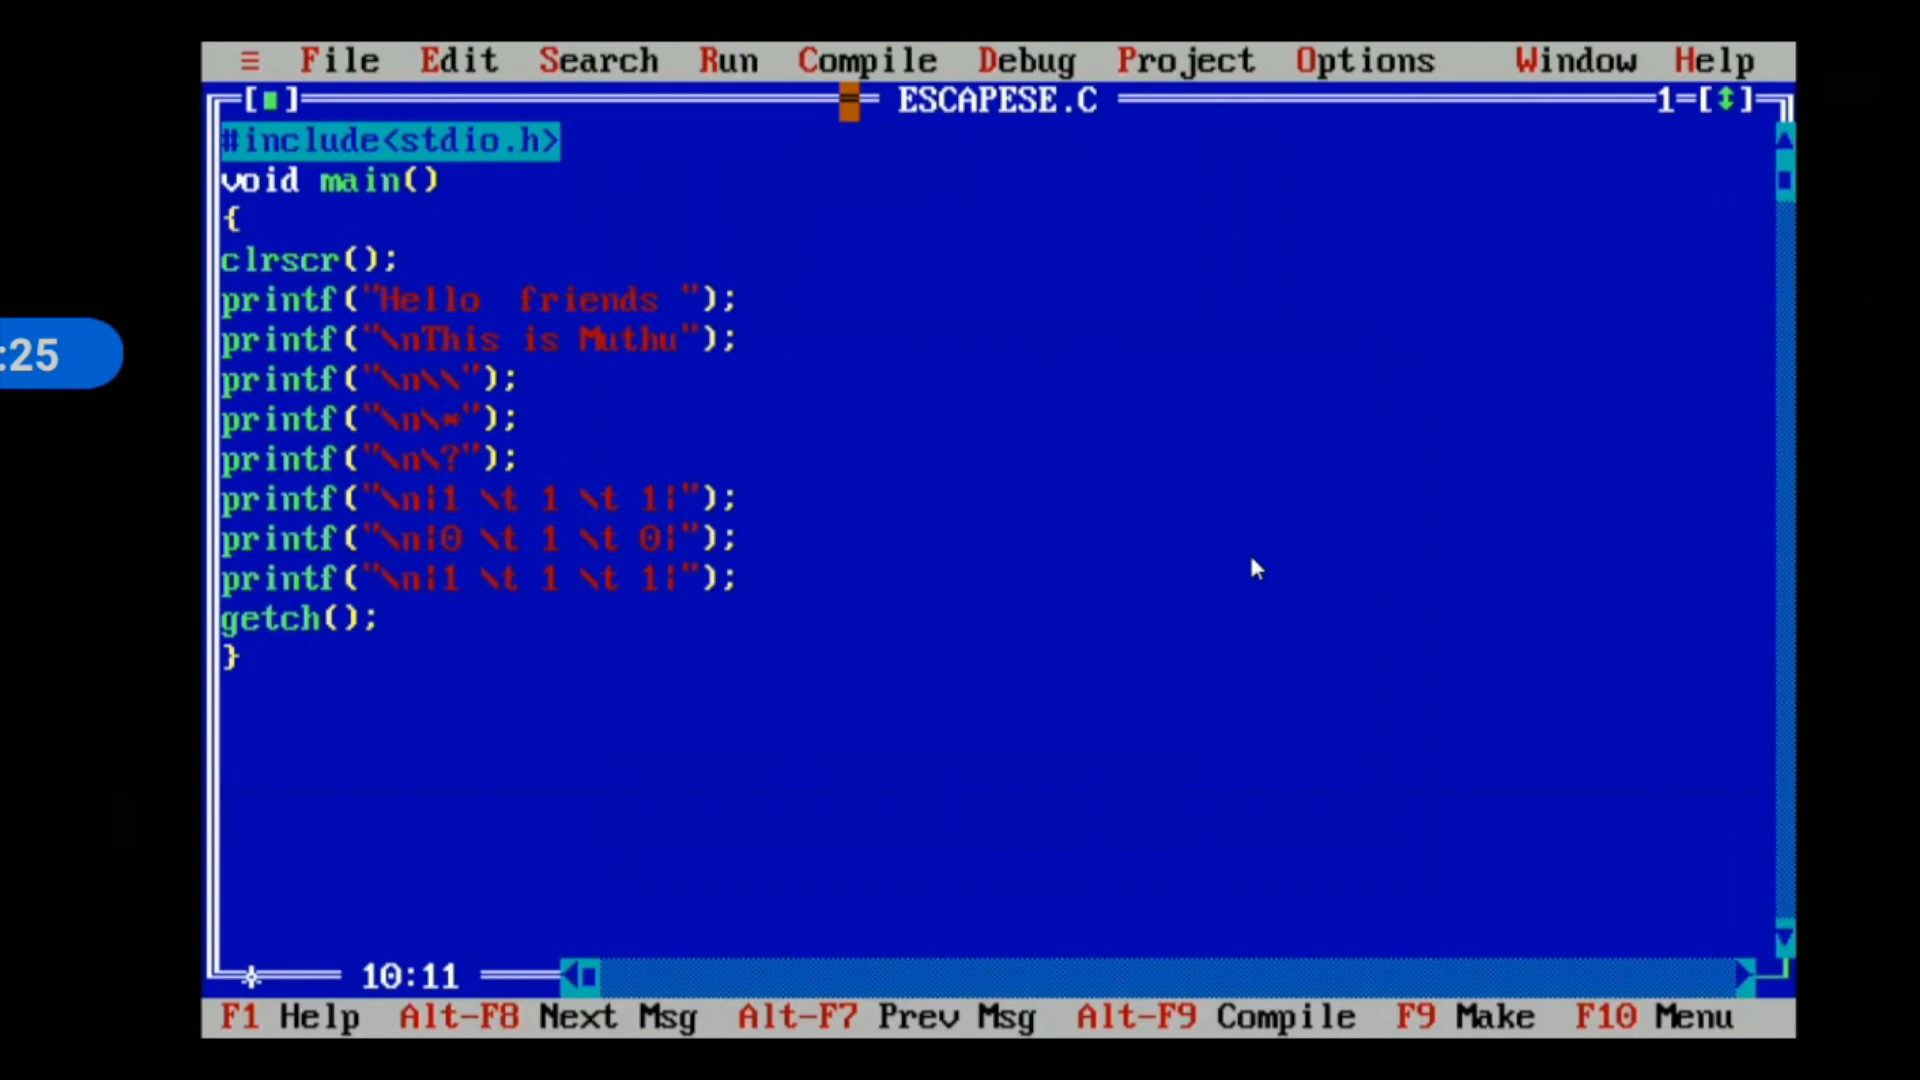 ≡ File Edit Search Run Compile Debug Project Options Window Help
[■] ESCAPESE.C 1=[↕]
#include<stdio.h>
void main()
{
clrscr();
printf("Hello  friends ");
printf("\nThis is Muthu");
printf("\n\\");
printf("\n\*");
printf("\n\?");
printf("\n|1 \t 1 \t 1|");
printf("\n|0 \t 1 \t 0|");
printf("\n|1 \t 1 \t 1|");
getch();
}
:25
10:11
F1 Help Alt-F8 Next Msg Alt-F7 Prev Msg Alt-F9 Compile F9 Make F10 Menu